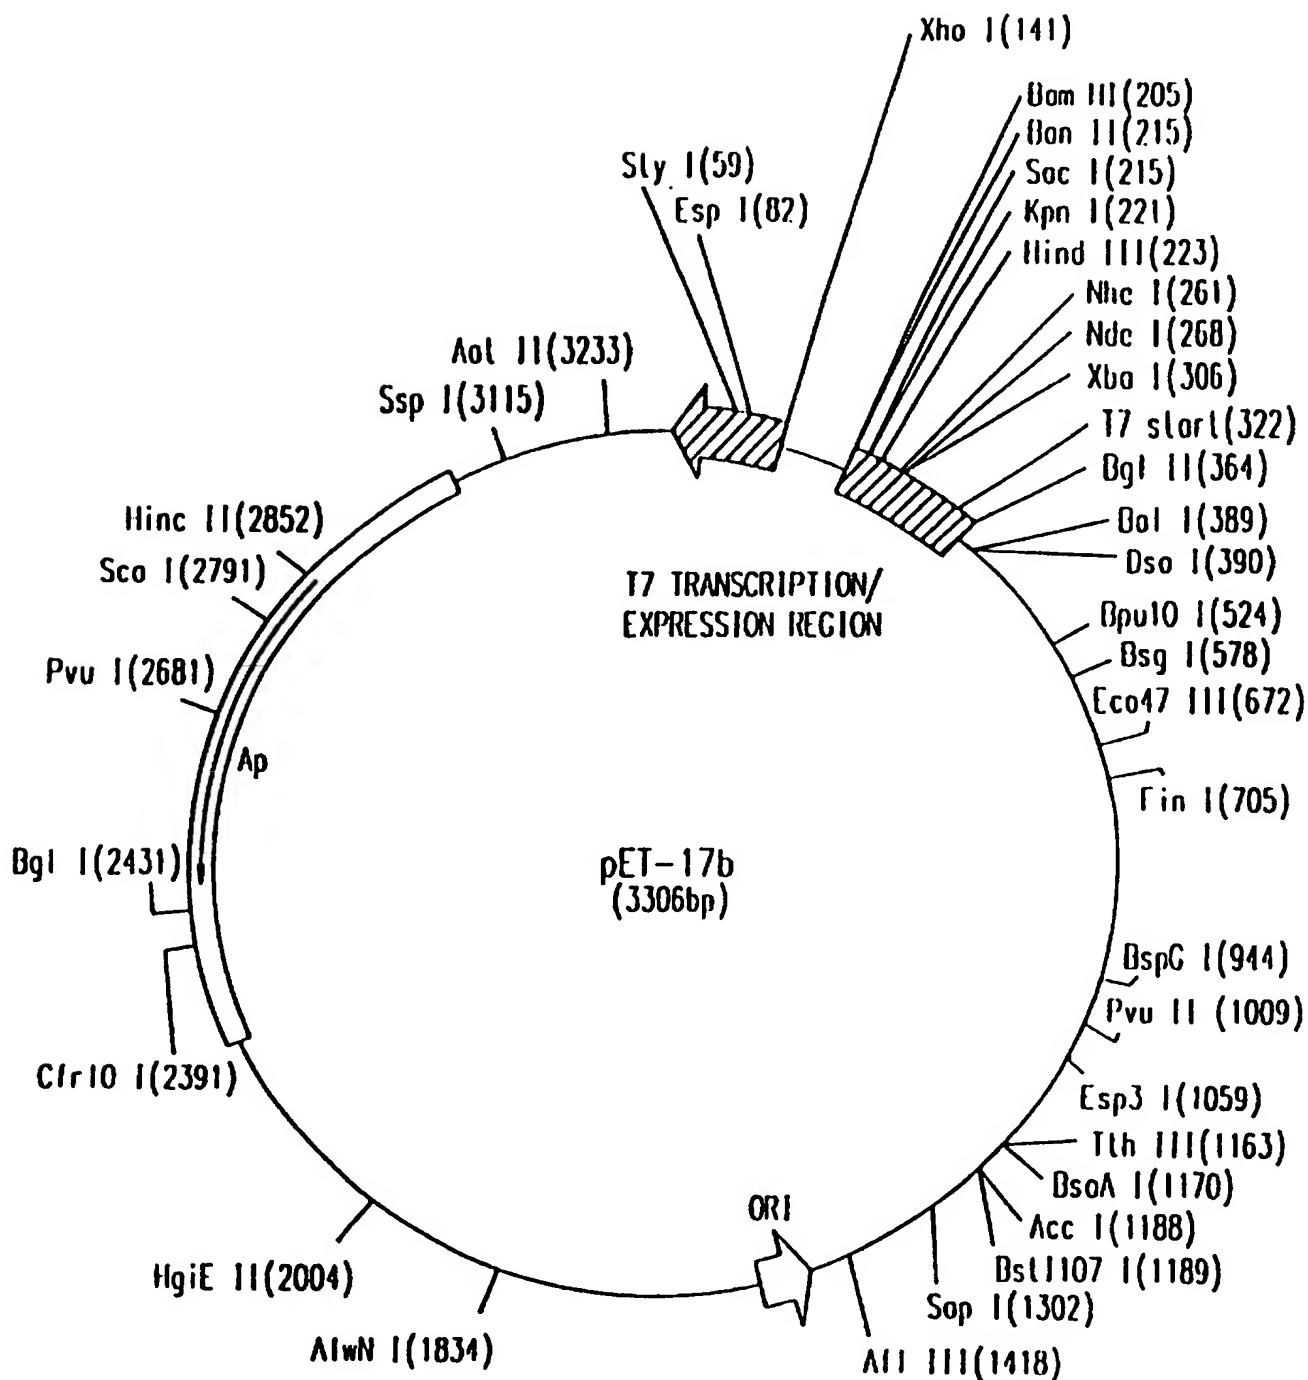 Xho I(141)
Bam HI(205)
Ban II(215)
Sac I(215)
Kpn I(221)
Hind III(223)
Nhe I(261)
Nde I(268)
Xba I(306)
T7 start(322)
Bgl II(364)
Bal I(389)
Dsa I(390)
Bpu10 I(524)
Bsg I(578)
Eco47 III(672)
Fin I(705)
BspG I(944)
Pvu II (1009)
Esp3 I(1059)
Tth III(1163)
BsaA I(1170)
Acc I(1188)
Bst1107 I(1189)
Sap I(1302)
Afl III(1418)
ORI
AlwN I(1834)
HgiE II(2004)
Cfr10 I(2391)
Bgl I(2431)
Ap
Pvu I(2681)
Sca I(2791)
Hinc II(2852)
Ssp I(3115)
Aat II(3233)
Sty I(59)
Esp I(82)
T7 TRANSCRIPTION/
EXPRESSION REGION
pET-17b
(3306bp)